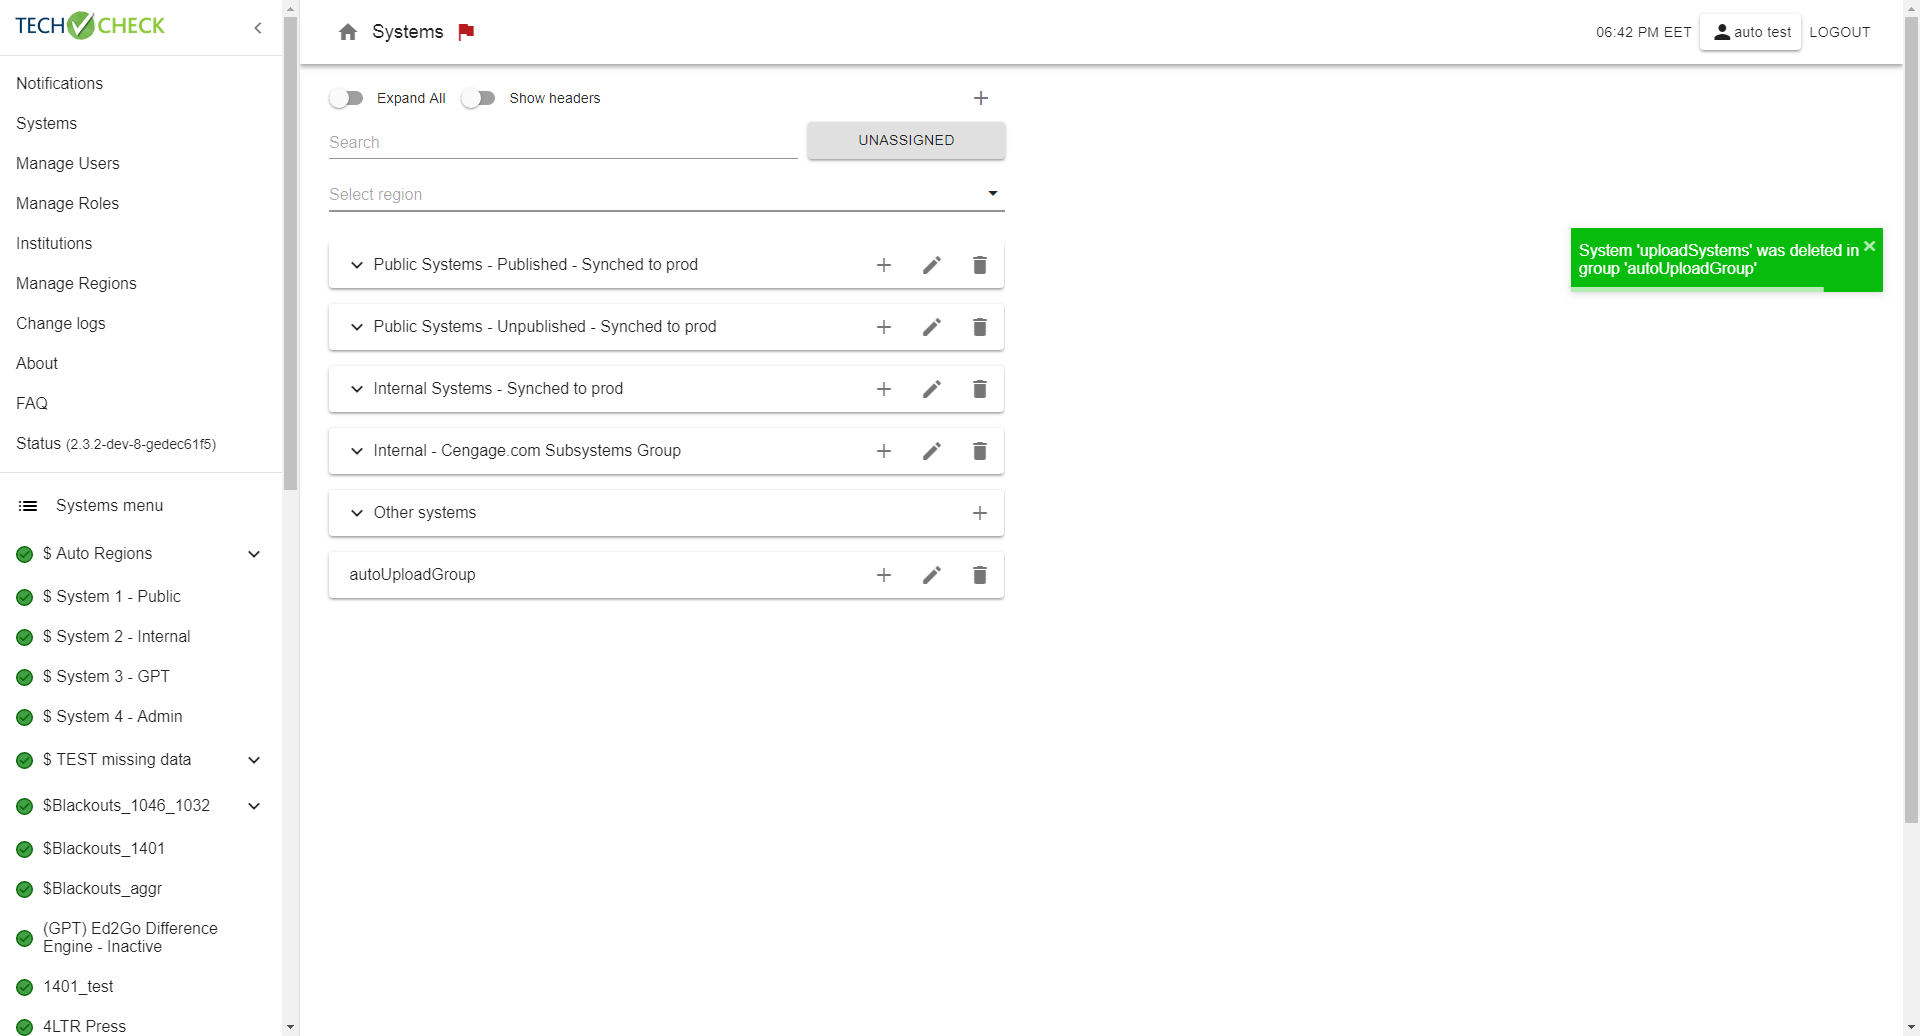 TECH CHECK
Notifications
Systems
Manage Users
Manage Roles
Institutions
Manage Regions
Change logs
About
FAQ
Status (2.3.2-dev-8-gedec61f5)
Systems menu
$ Auto Regions
$ System 1 - Public
$ System 2 - Internal
$ System 3 - GPT
$ System 4 - Admin
$ TEST missing data
$Blackouts_1046_1032
$Blackouts_1401
$Blackouts_aggr
(GPT) Ed2Go Difference
Engine - Inactive
1401_test
4LTR Press
Systems
06:42 PM EET
auto test
LOGOUT
Expand All
Show headers
Search
UNASSIGNED
Select region
Public Systems - Published - Synched to prod
Public Systems - Unpublished - Synched to prod
Internal Systems - Synched to prod
Internal - Cengage.com Subsystems Group
Other systems
autoUploadGroup
System 'uploadSystems' was deleted in
group 'autoUploadGroup'